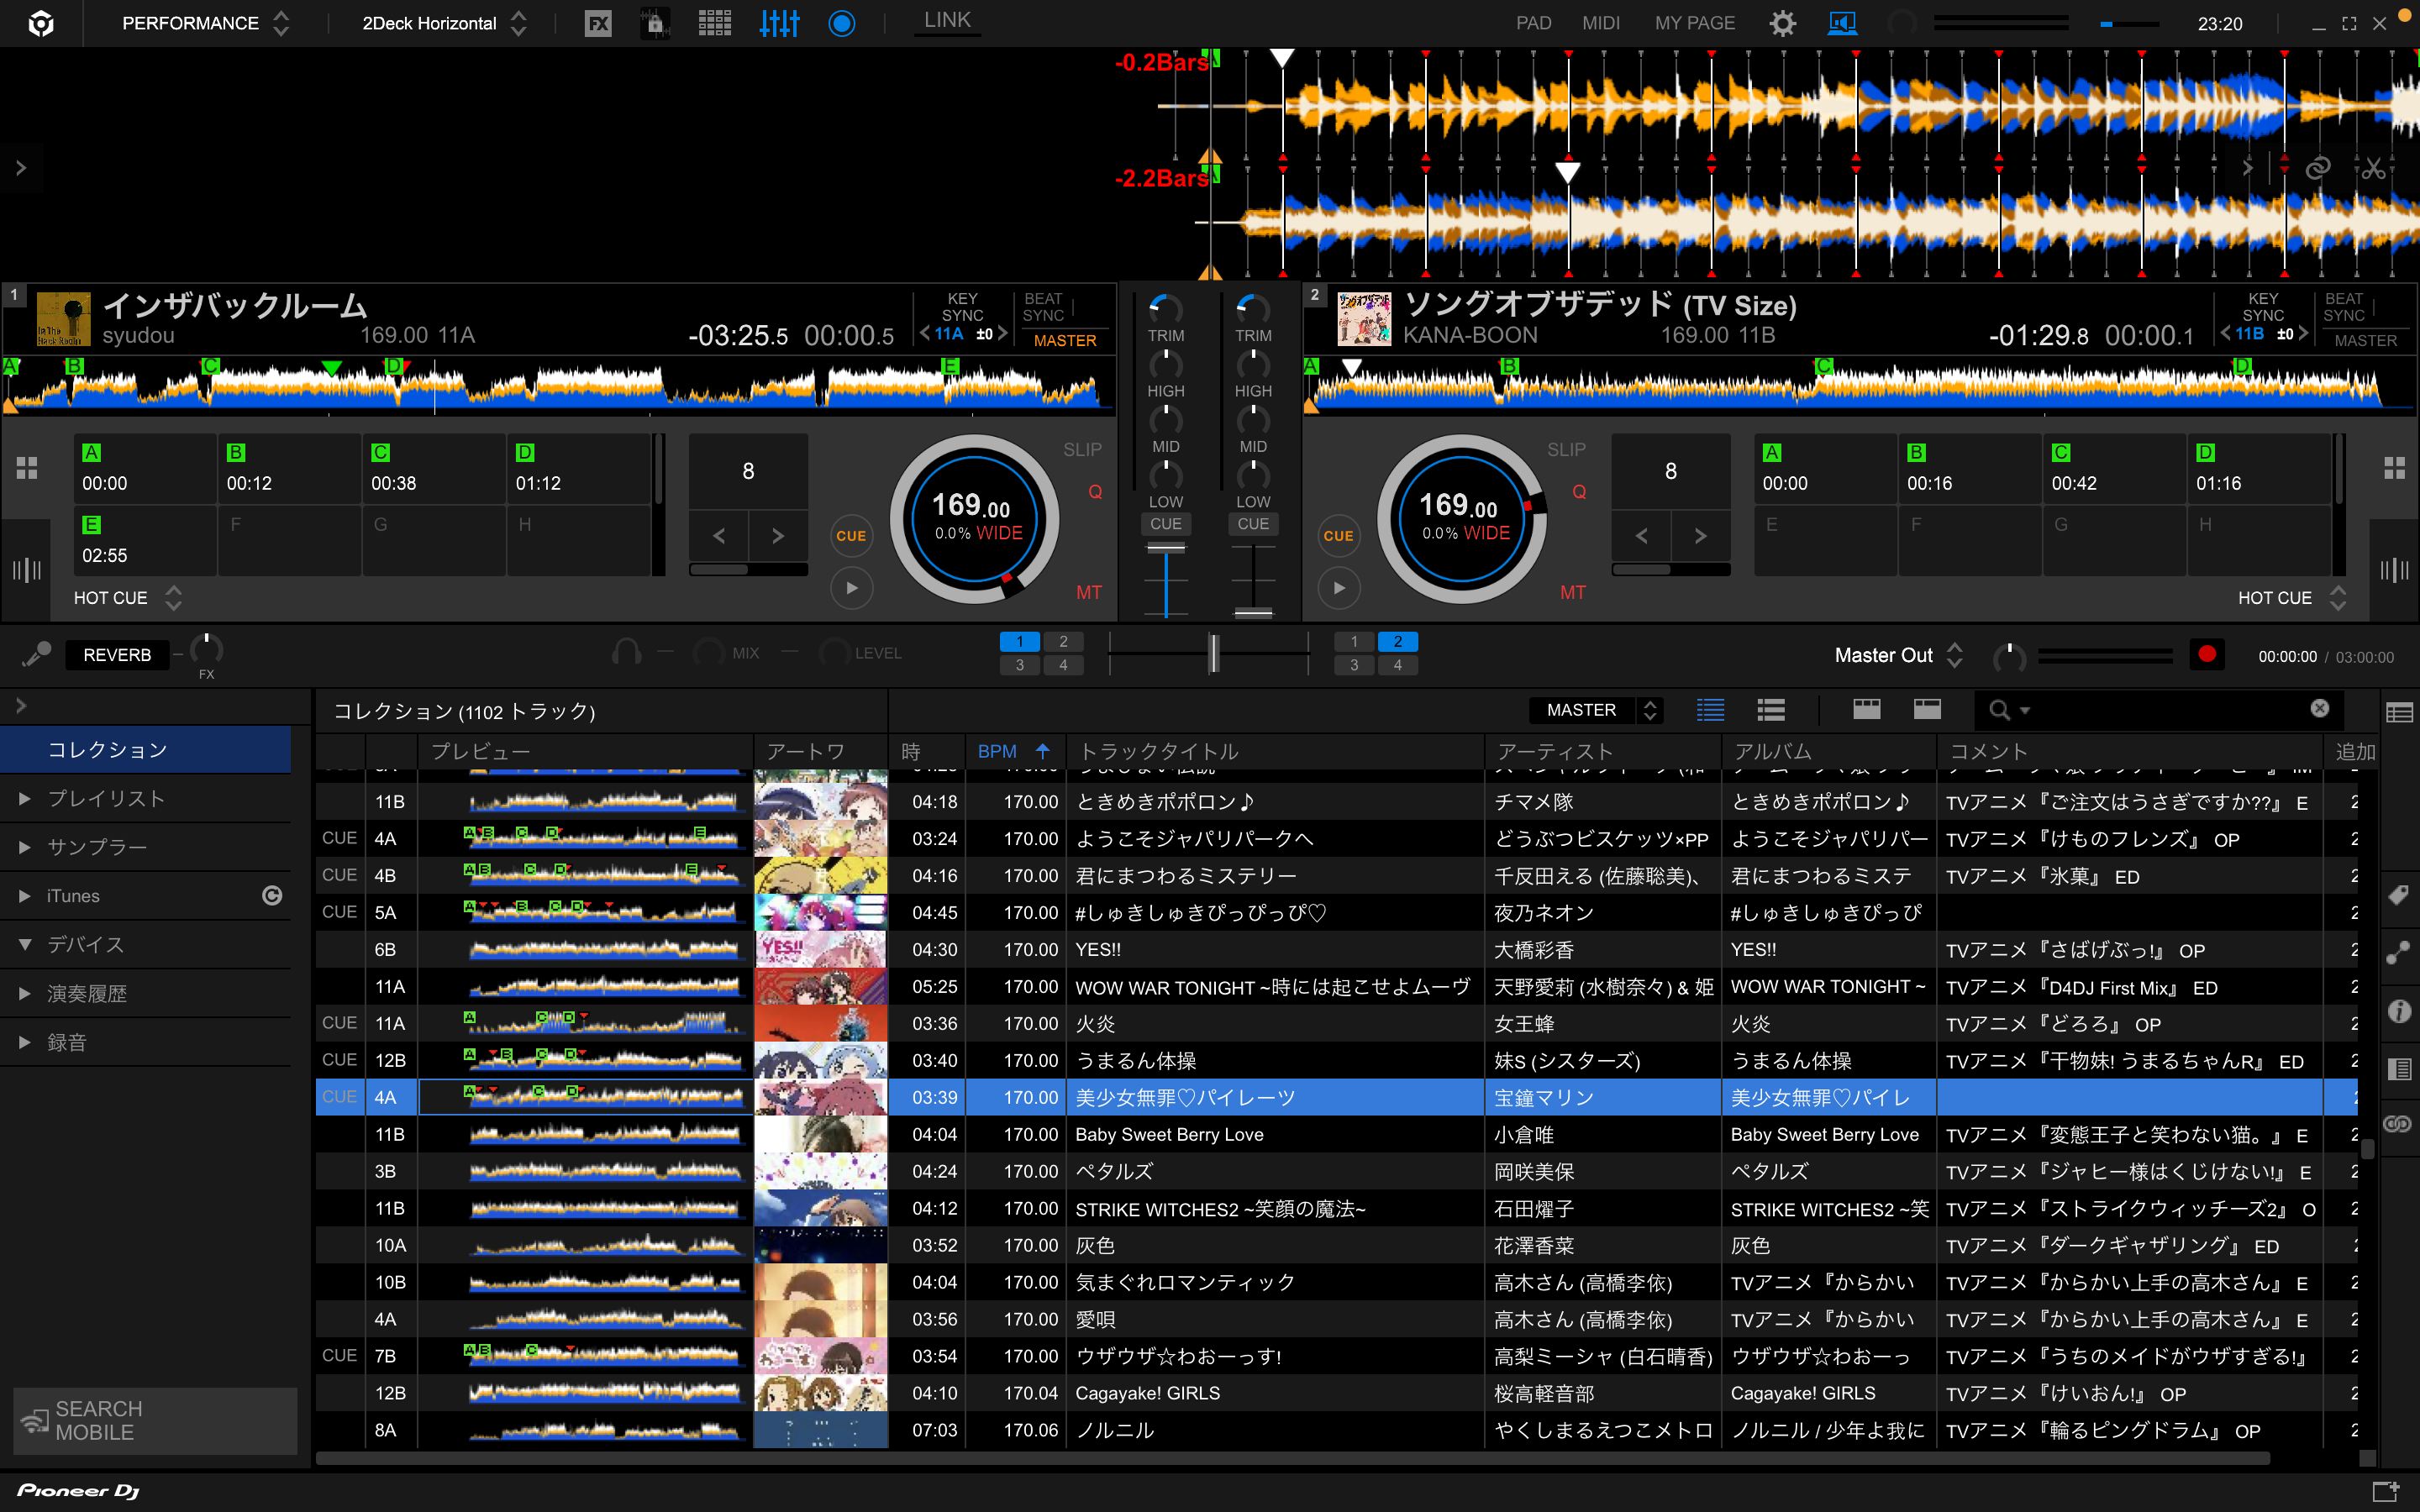 PERFORMANCE 2Deck Horizontal FX LINK PAD MIDI MY PAGE 23:20
-0.2Bars
-2.2Bars
1 インザバックルーム
syudou 169.00 11A -03:25.5 00:00.5
KEY SYNC 11A ±0 BEAT SYNC MASTER
A B C D E
A 00:00 B 00:12 C 00:38 D 01:12
E 02:55 F G H
HOT CUE
8
CUE
169.00
0.0% WIDE
SLIP
Q
MT
TRIM TRIM
HIGH HIGH
MID MID
LOW LOW
CUE CUE
2 ソングオブザデッド (TV Size)
KANA-BOON 169.00 11B -01:29.8 00:00.1
KEY SYNC 11B ±0 BEAT SYNC MASTER
A B C D
CUE
169.00
0.0% WIDE
SLIP
Q
MT
8
A 00:00 B 00:16 C 00:42 D 01:16
E F G H
HOT CUE
REVERB FX MIX LEVEL 1 2 3 4 1 2 3 4 Master Out 00:00:00 / 03:00:00
コレクション
プレイリスト
サンプラー
iTunes
デバイス
演奏履歴
録音
SEARCH
MOBILE
コレクション (1102 トラック) MASTER
プレビュー アートワ 時 BPM トラックタイトル アーティスト アルバム コメント 追加
11B 04:18 170.00 ときめきポポロン♪ チマメ隊 ときめきポポロン♪ TVアニメ『ご注文はうさぎですか??』 E 2
CUE 4A 03:24 170.00 ようこそジャパリパークへ どうぶつビスケッツ×PP ようこそジャパリパー TVアニメ『けものフレンズ』 OP 2
CUE 4B 04:16 170.00 君にまつわるミステリー 千反田える (佐藤聡美)、 君にまつわるミステ TVアニメ『氷菓』 ED 2
CUE 5A 04:45 170.00 #しゅきしゅきぴっぴっぴ♡ 夜乃ネオン #しゅきしゅきぴっぴ 2
6B YES!! 04:30 170.00 YES!! 大橋彩香 YES!! TVアニメ『さばげぶっ!』 OP 2
11A 05:25 170.00 WOW WAR TONIGHT ~時には起こせよムーヴ 天野愛莉 (水樹奈々) & 姫 WOW WAR TONIGHT ~ TVアニメ『D4DJ First Mix』 ED 2
CUE 11A 03:36 170.00 火炎 女王蜂 火炎 TVアニメ『どろろ』 OP 2
CUE 12B 03:40 170.00 うまるん体操 妹S (シスターズ) うまるん体操 TVアニメ『干物妹! うまるちゃんR』 ED 2
CUE 4A 03:39 170.00 美少女無罪♡パイレーツ 宝鐘マリン 美少女無罪♡パイレ 2
11B 04:04 170.00 Baby Sweet Berry Love 小倉唯 Baby Sweet Berry Love TVアニメ『変態王子と笑わない猫。』 E 2
3B 04:24 170.00 ペタルズ 岡咲美保 ペタルズ TVアニメ『ジャヒー様はくじけない!』 E 2
11B 04:12 170.00 STRIKE WITCHES2 ~笑顔の魔法~ 石田燿子 STRIKE WITCHES2 ~笑 TVアニメ『ストライクウィッチーズ2』 O 2
10A 03:52 170.00 灰色 花澤香菜 灰色 TVアニメ『ダークギャザリング』 ED 2
10B 04:04 170.00 気まぐれロマンティック 高木さん (高橋李依) TVアニメ『からかい TVアニメ『からかい上手の高木さん』 E 2
4A 03:56 170.00 愛唄 高木さん (高橋李依) TVアニメ『からかい TVアニメ『からかい上手の高木さん』 E 2
CUE 7B 03:54 170.00 ウザウザ☆わおーっす! 高梨ミーシャ (白石晴香) ウザウザ☆わおーっ TVアニメ『うちのメイドがウザすぎる!』 2
12B 04:10 170.04 Cagayake! GIRLS 桜高軽音部 Cagayake! GIRLS TVアニメ『けいおん!』 OP 2
8A 07:03 170.06 ノルニル やくしまるえつこメトロ ノルニル / 少年よ我に TVアニメ『輪るピングドラム』 OP 2
Pioneer Dj